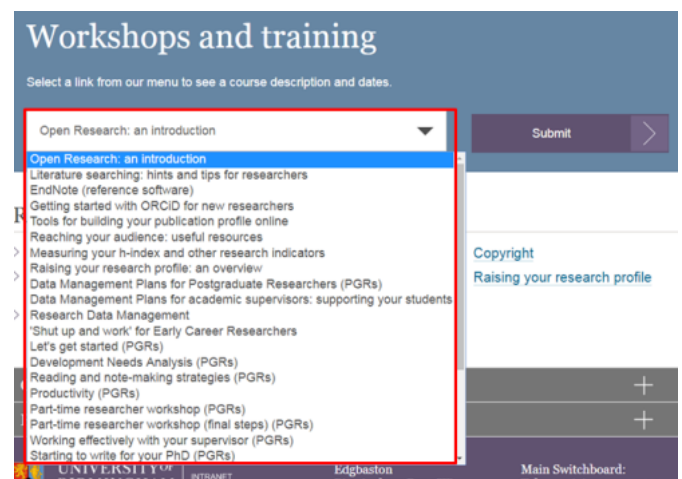 Workshops and training
Select a link from our menu to see a course description and dates.
Open Research: an introduction
Submit
Open Research: an introduction
Literature searching: hints and tips for researchers
EndNote (reference software)
Getting started with ORCiD for new researchers
Tools for building your publication profile online
Reaching your audience: useful resources
Measuring your h-index and other research indicators
Raising your research profile: an overview
Data Management Plans for Postgraduate Researchers (PGRs)
Data Management Plans for academic supervisors: supporting your students
Research Data Management
'Shut up and work' for Early Career Researchers
Let's get started (PGRs)
Development Needs Analysis (PGRs)
Reading and note-making strategies (PGRs)
Productivity (PGRs)
Part-time researcher workshop (PGRs)
Part-time researcher workshop (final steps) (PGRs)
Working effectively with your supervisor (PGRs)
Starting to write for your PhD (PGRs)
Copyright
Raising your research profile
UNIVERSITY OF
INTRANET
Edgbaston
Main Switchboard: